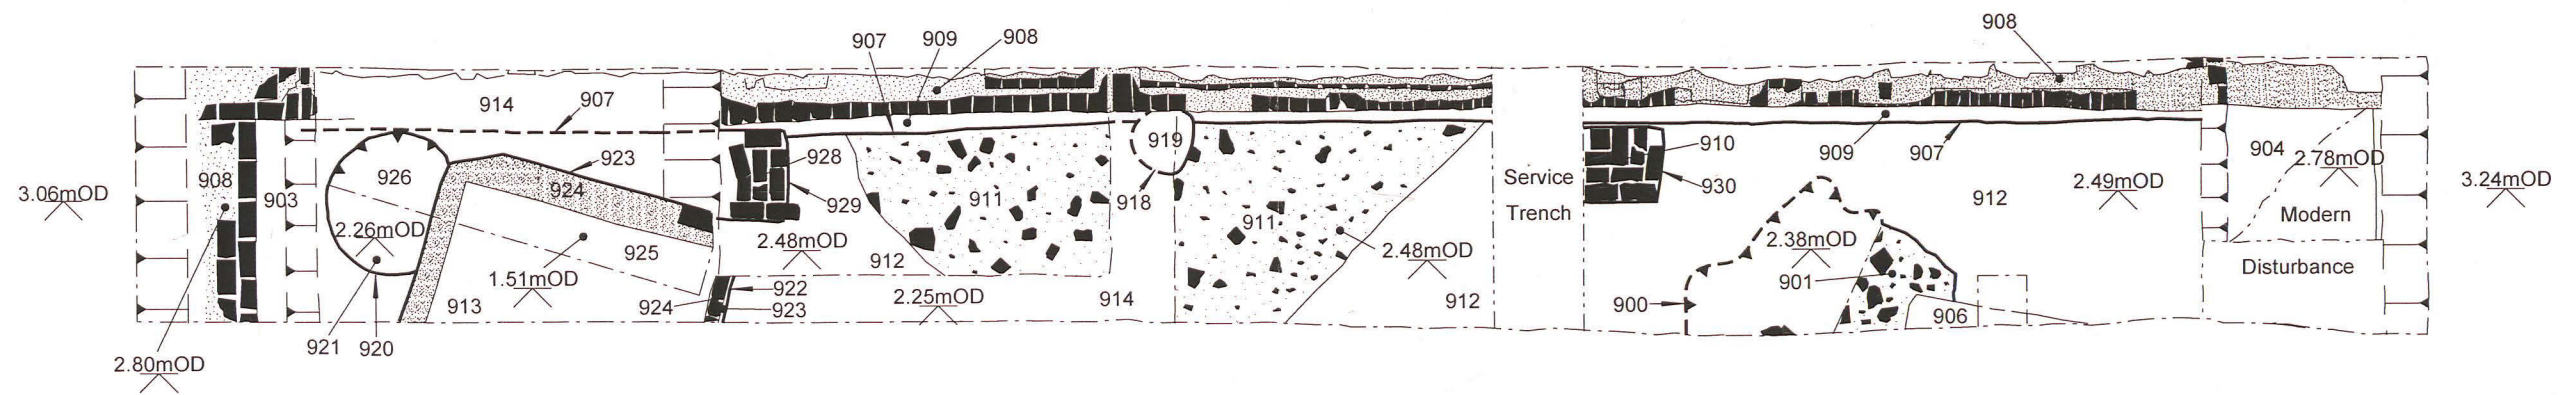 908
907
909
908
914
907
919
923
928
910
904
2.78mOD
926
924
908
903
911
918
911
Service
Trench
909
907
930
912
2.49mOD
3.06mOD
3.24mOD
929
Modern
2.26mOD
925
2.48mOD
912
2.48mOD
2.38mOD
Disturbance
1.51mOD
901
924
922
923
2.25mOD
914
912
900
913
906
921
920
2.80mOD